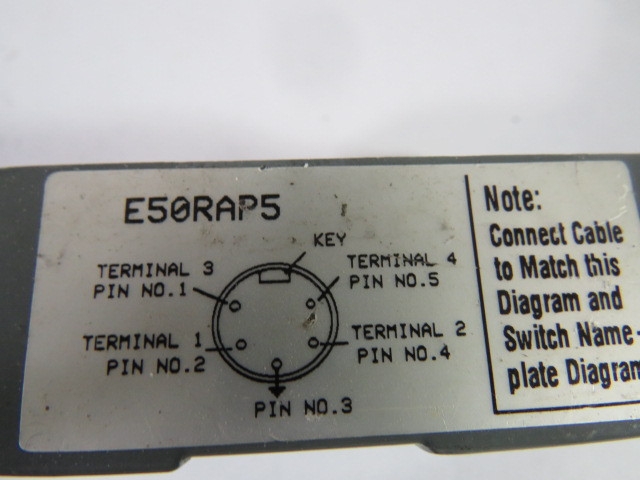 E50RAP5
KEY
TERMINAL 3
PIN NO.1
TERMINAL 4
PIN NO.5
TERMINAL 1
PIN NO.2
TERMINAL 2
PIN NO.4
PIN NO.3
Note:
Connect Cable
to Match this
Diagram and
Switch Name-
plate Diagram